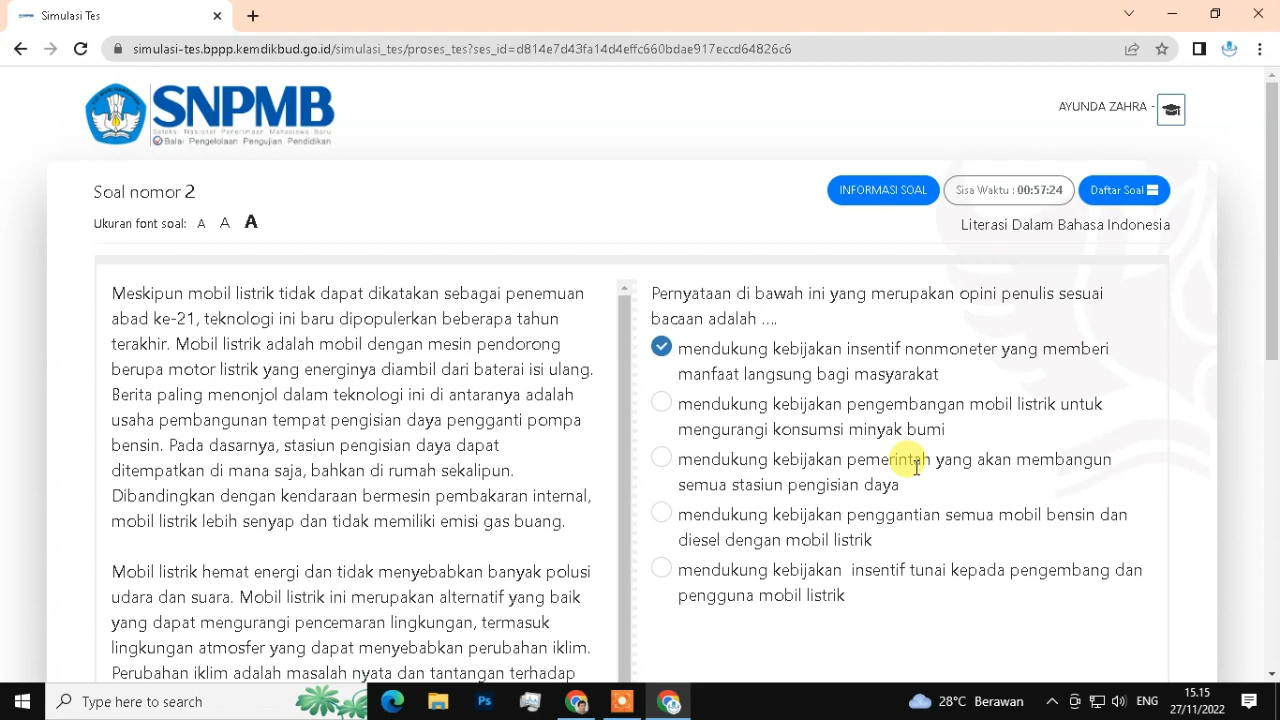 Simulasi Tes
simulasi-tes.bppp.kemdikbud.go.id/simulasi_tes/proses_tes?ses_id=d814e7d43fa14d4effc660bdae917eccd64826c6
SNPMB
Seleksi Nasional Penerimaan Mahasiswa Baru
Balai Pengelolaan Pengujian Pendidikan
AYUNDA ZAHRA -
Soal nomor 2
INFORMASI SOAL
Sisa Waktu : 00:57:24
Daftar Soal
Ukuran font soal: A A A
Literasi Dalam Bahasa Indonesia
Meskipun mobil listrik tidak dapat dikatakan sebagai penemuan
abad ke-21, teknologi ini baru dipopulerkan beberapa tahun
terakhir. Mobil listrik adalah mobil dengan mesin pendorong
berupa motor listrik yang energinya diambil dari baterai isi ulang.
Berita paling menonjol dalam teknologi ini di antaranya adalah
usaha pembangunan tempat pengisian daya pengganti pompa
bensin. Pada dasarnya, stasiun pengisian daya dapat
ditempatkan di mana saja, bahkan di rumah sekalipun.
Dibandingkan dengan kendaraan bermesin pembakaran internal,
mobil listrik lebih senyap dan tidak memiliki emisi gas buang.
Mobil listrik hemat energi dan tidak menyebabkan banyak polusi
udara dan suara. Mobil listrik ini merupakan alternatif yang baik
yang dapat mengurangi pencemaran lingkungan, termasuk
lingkungan atmosfer yang dapat menyebabkan perubahan iklim.
Perubahan iklim adalah masalah nyata dan tantangan terhadap
Pernyataan di bawah ini yang merupakan opini penulis sesuai
bacaan adalah ....
mendukung kebijakan insentif nonmoneter yang memberi
manfaat langsung bagi masyarakat
mendukung kebijakan pengembangan mobil listrik untuk
mengurangi konsumsi minyak bumi
mendukung kebijakan pemerintah yang akan membangun
semua stasiun pengisian daya
mendukung kebijakan penggantian semua mobil bensin dan
diesel dengan mobil listrik
mendukung kebijakan  insentif tunai kepada pengembang dan
pengguna mobil listrik
Type here to search
Ps
28°C Berawan
ENG
15.15
27/11/2022